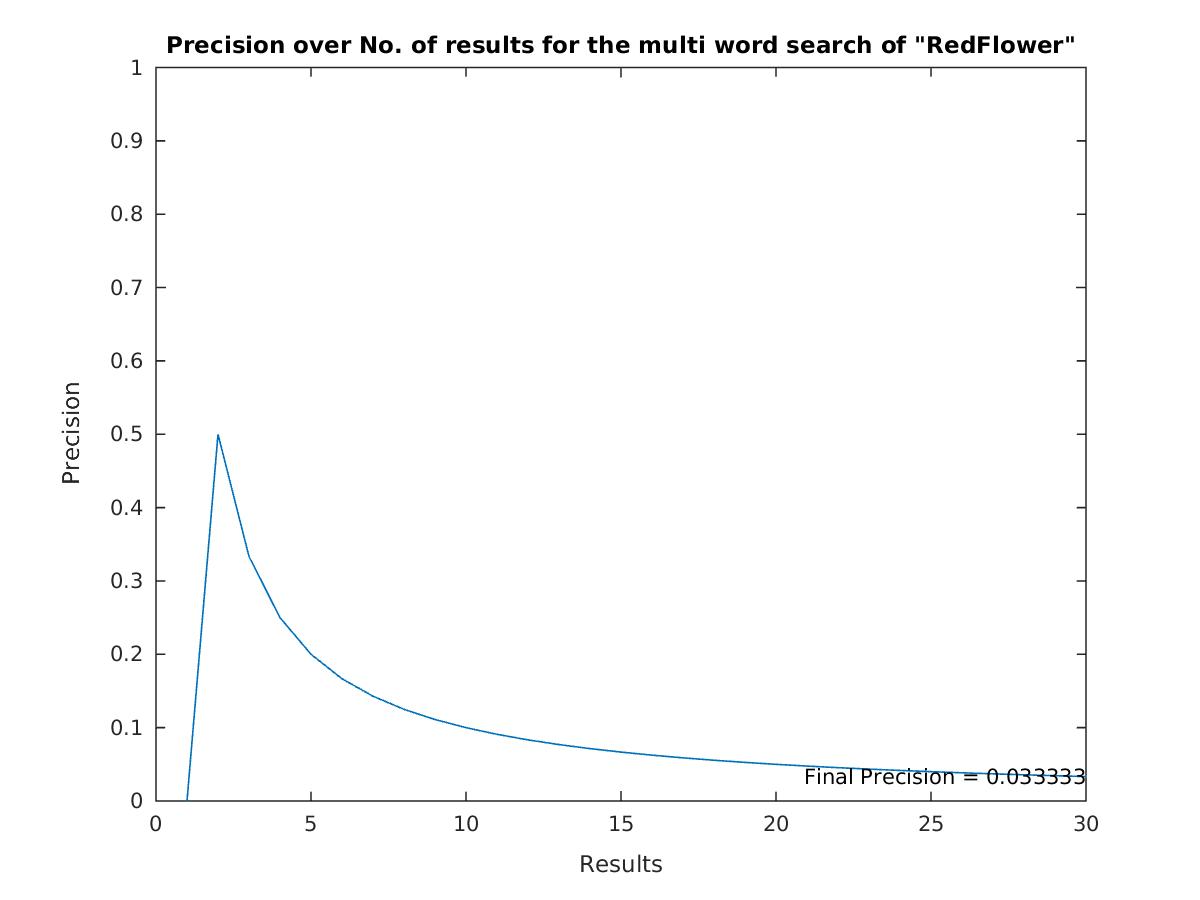 Precision over No. of results for the multi word search of "RedFlower"
1
0.9
0.8
0.7
0.6
0.5
0.4
0.3
0.2
0.1
0
Precision
Final Precision = 0.033333
0 5 10 15 20 25 30
Results